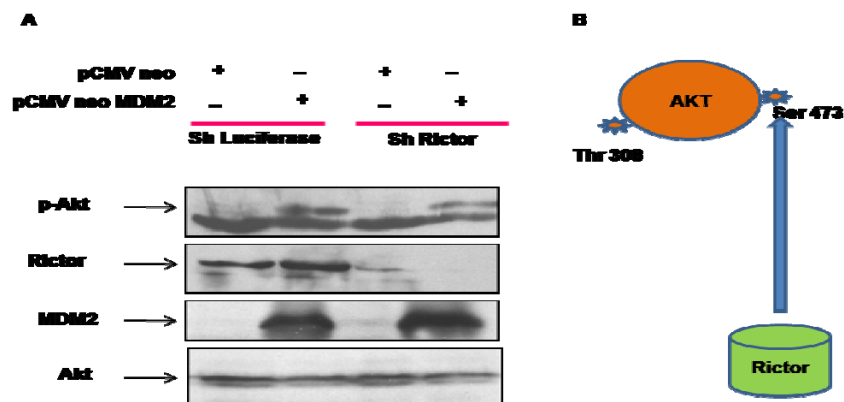 A
B
pCMV neo + – + –
pCMV neo MDM2 – + – +
Sh Luciferase Sh Rictor
p-Akt
Rictor
MDM2
Akt
AKT
Ser 473
Thr 308
Rictor